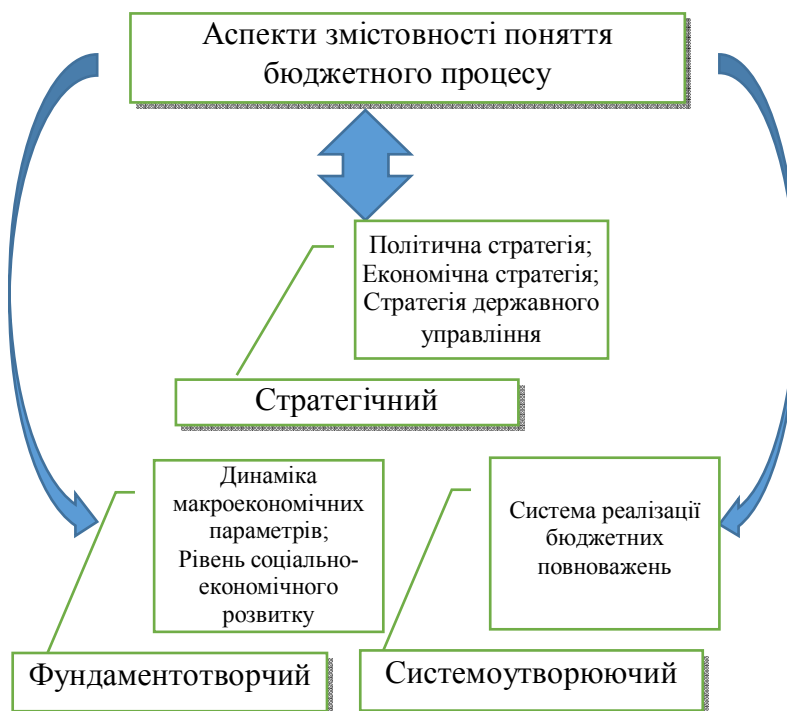 Аспекти змістовності поняття
бюджетного процесу
Політична стратегія;
Економічна стратегія;
Стратегія державного
управління
Стратегічний
Динаміка
макроекономічних
параметрів;
Рівень соціально-
економічного
розвитку
Фундаментотворчий
Система реалізації
бюджетних
повноважень
Системоутворюючий